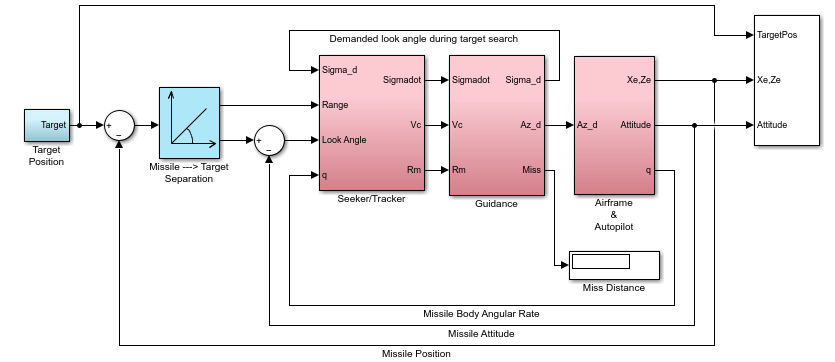 Demanded look angle during target search
TargetPos
Xe,Ze
Attitude
Target
Target
Position
+
−
Missile ---> Target
Separation
+
−
Sigma_d
Range
Look Angle
q
Sigmadot
Vc
Rm
Seeker/Tracker
Sigmadot
Vc
Rm
Sigma_d
Az_d
Miss
Guidance
Az_d
Xe,Ze
Attitude
q
Airframe
&
Autopilot
Miss Distance
Missile Body Angular Rate
Missile Attitude
Missile Position